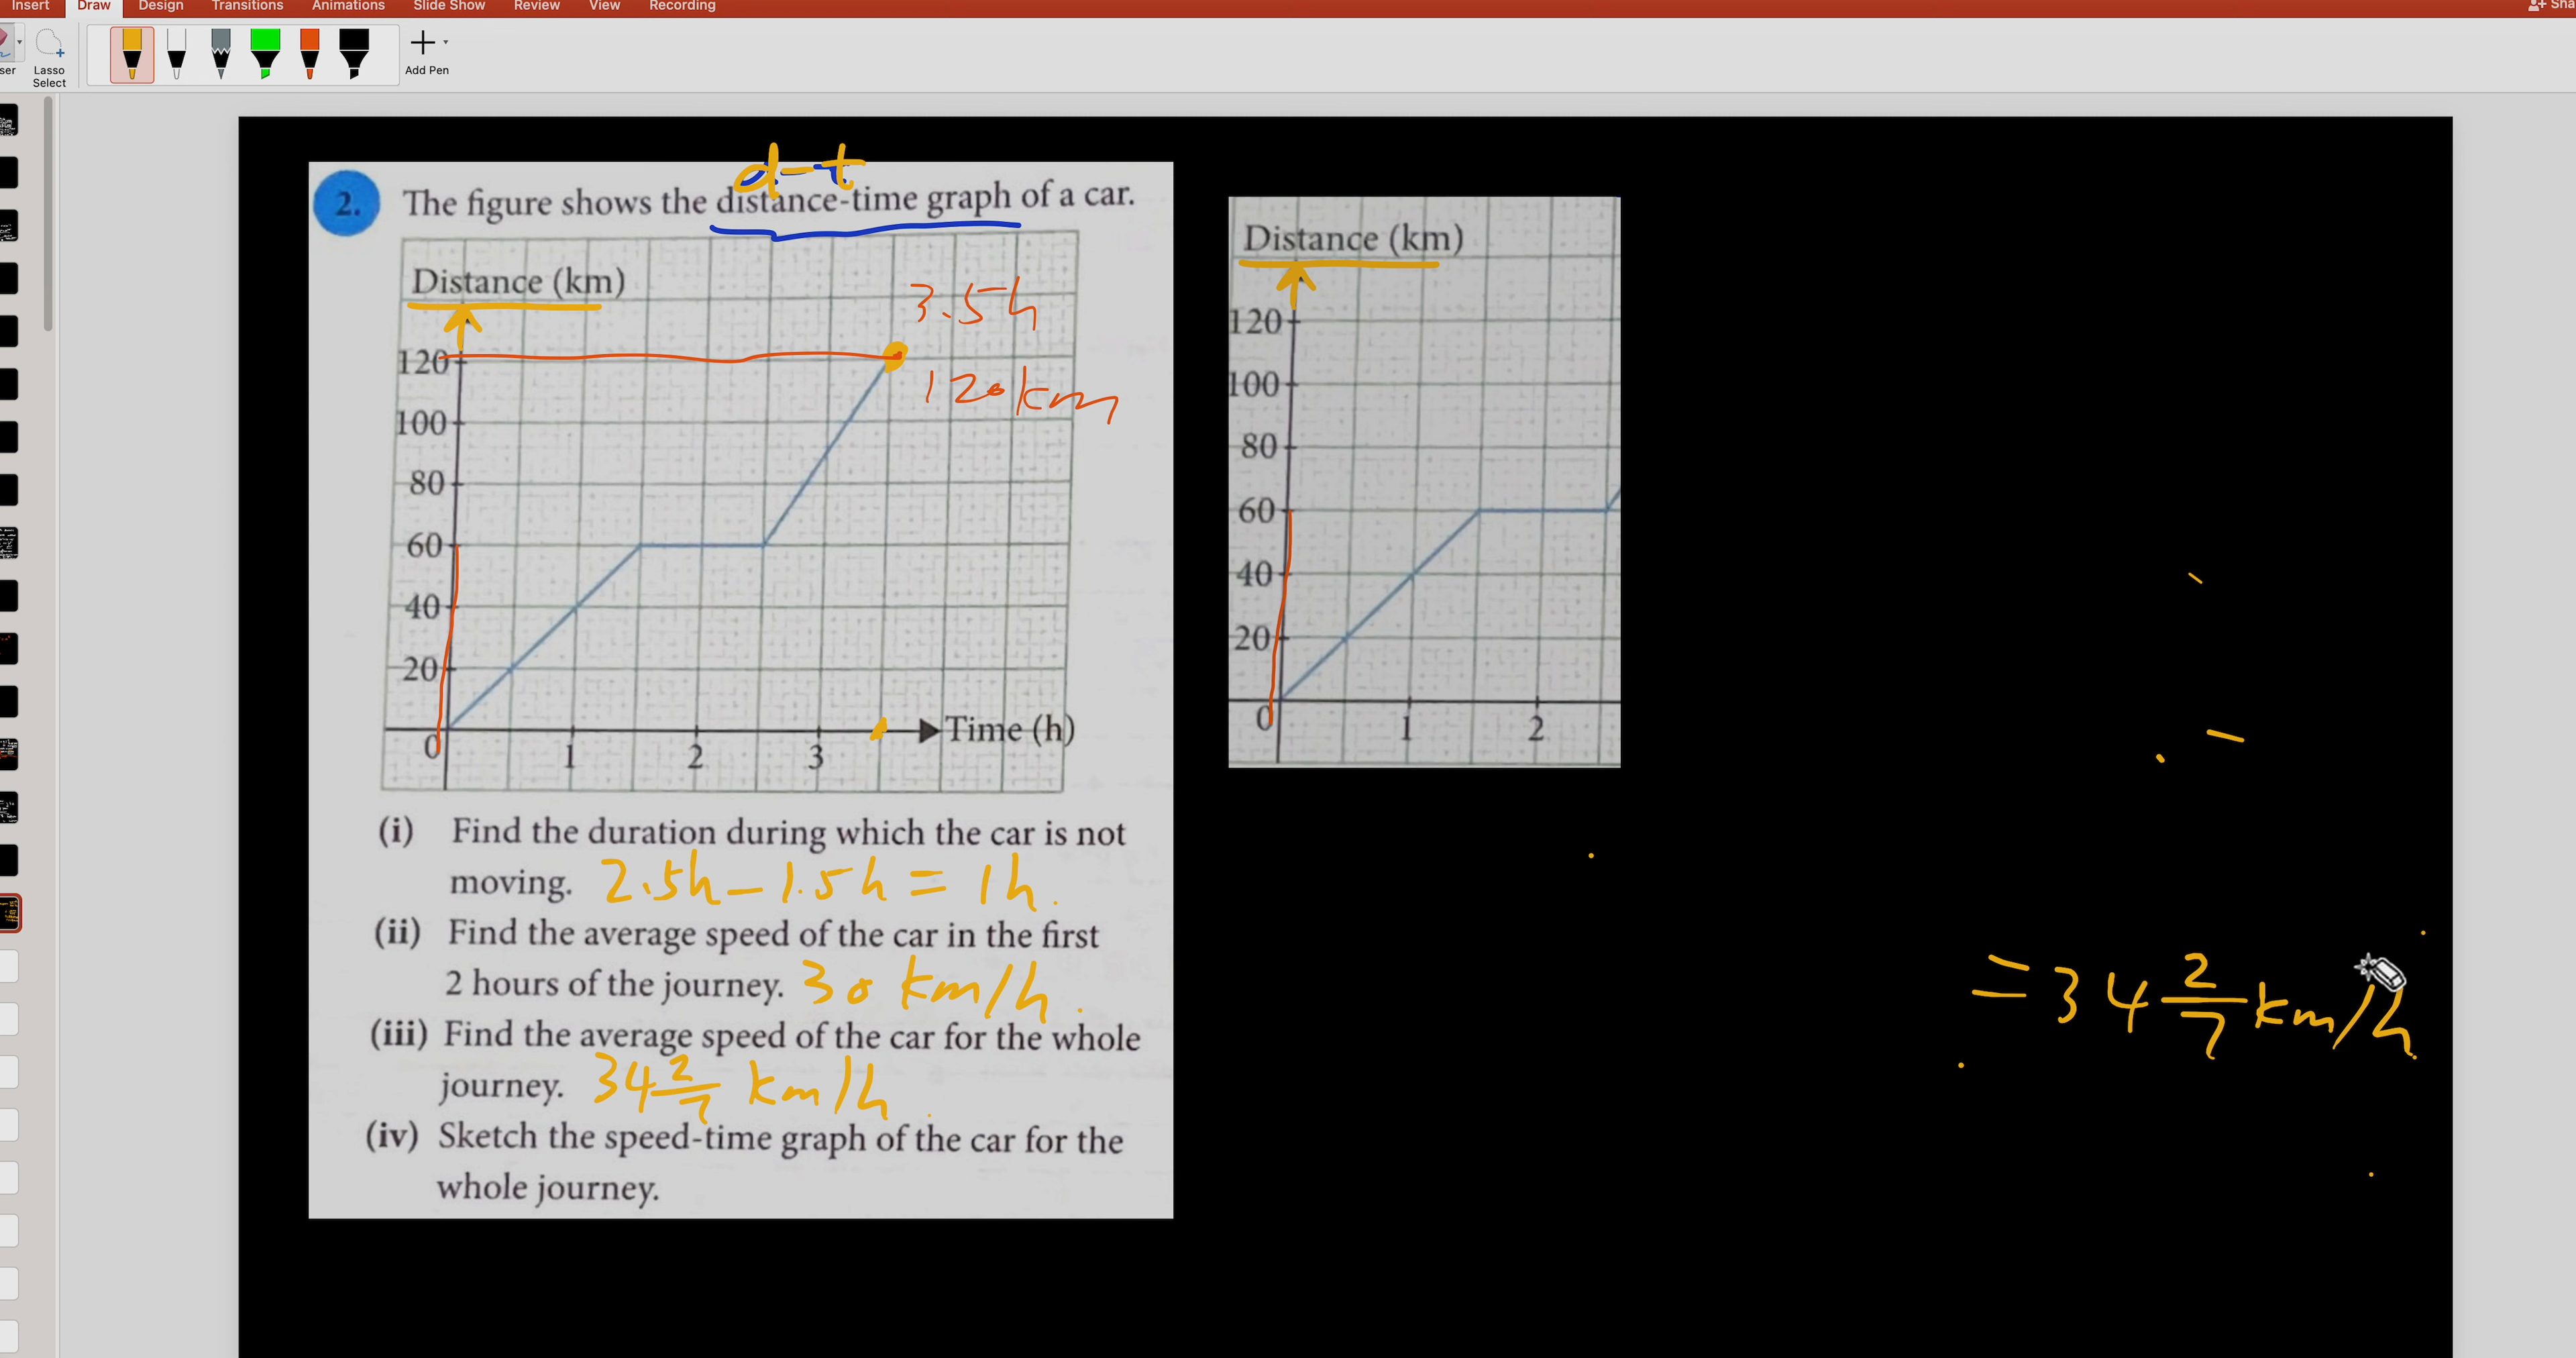 Insert Draw Design Transitions Animations Slide Show Review View Recording
Lasso
Select
Add Pen
d-t
2. The figure shows the distance-time graph of a car.
Distance (km)
3.5h
120km
120
100
80
60
40
20
0
1 2 3
Time (h)
(i) Find the duration during which the car is not
moving. 2.5h - 1.5h = 1h.
(ii) Find the average speed of the car in the first
2 hours of the journey. 30 km/h.
(iii) Find the average speed of the car for the whole
journey. 34 2/7 km/h
(iv) Sketch the speed-time graph of the car for the
whole journey.
Distance (km)
120
100
80
60
40
20
0
1 2
= 34 2/7 km/h